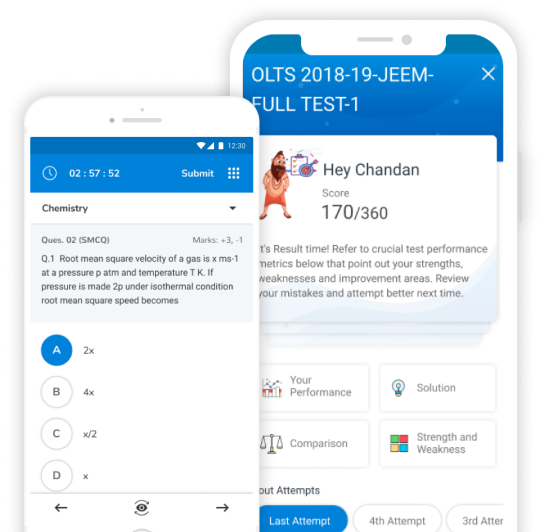 12:30
02 : 57 : 52
Submit
Chemistry
Ques. 02 (SMCQ)
Marks: +3, -1
Q.1 Root mean square velocity of a gas is x ms-1
at a pressure p atm and temperature T K. If
pressure is made 2p under isothermal condition
root mean square speed becomes
A 2x
B 4x
C x/2
D x
OLTS 2018-19-JEEM-
FULL TEST-1
Hey Chandan
Score
170/360
t's Result time! Refer to crucial test performance
metrics below that point out your strengths,
weaknesses and improvement areas. Review
your mistakes and attempt better next time.
Your
Performance
Solution
Comparison
Strength and
Weakness
out Attempts
Last Attempt
4th Attempt
3rd Atter